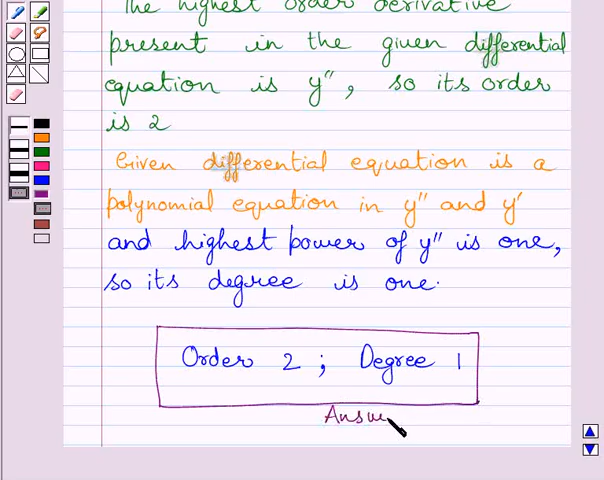 The highest order derivative
present in the given differential
equation is y'', so its order
is 2
Given differential equation is a
polynomial equation in y'' and y'
and highest power of y'' is one,
so its degree is one.
Order 2 ; Degree 1
Answe